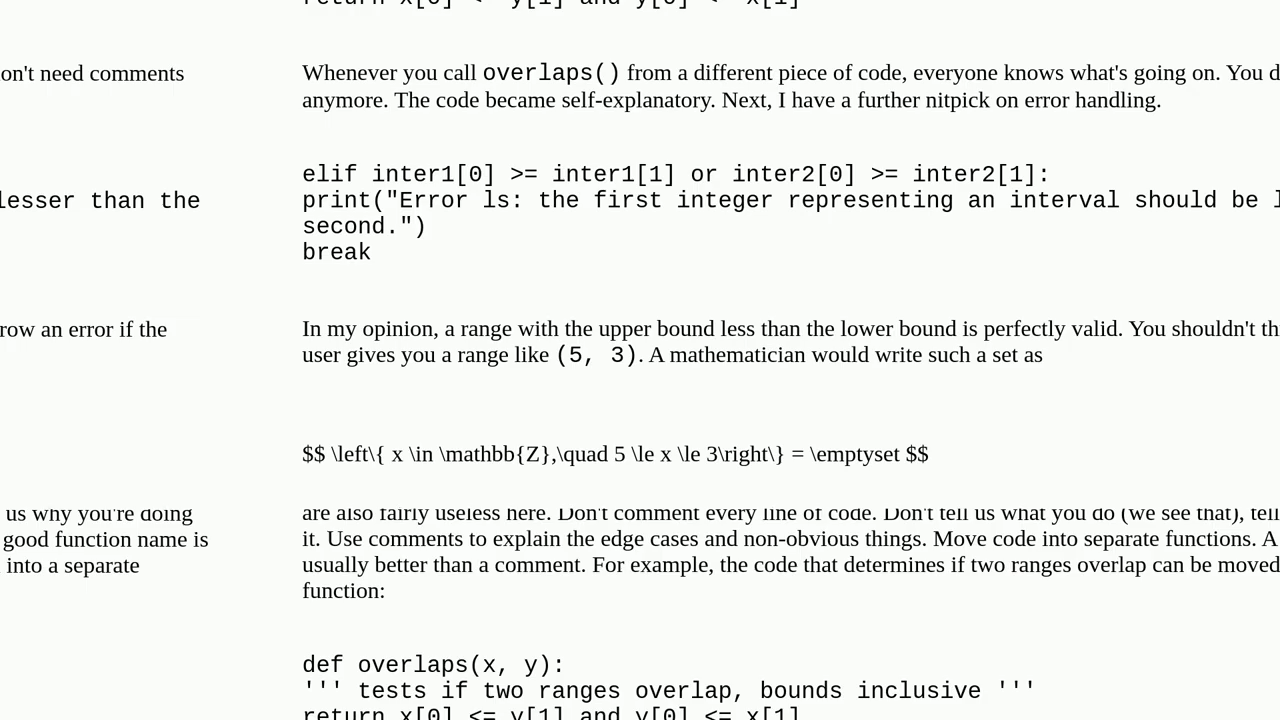 on't need comments
lesser than the
row an error if the
us why you're doing
good function name is
into a separate
Whenever you call overlaps() from a different piece of code, everyone knows what's going on. You d
anymore. The code became self-explanatory. Next, I have a further nitpick on error handling.
elif inter1[0] >= inter1[1] or inter2[0] >= inter2[1]:
print("Error ls: the first integer representing an interval should be l
second.")
break
In my opinion, a range with the upper bound less than the lower bound is perfectly valid. You shouldn't th
user gives you a range like (5, 3). A mathematician would write such a set as
$$ \left\{ x \in \mathbb{Z},\quad 5 \le x \le 3\right\} = \emptyset $$
are also fairly useless here. Don't comment every line of code. Don't tell us what you do (we see that), tell
it. Use comments to explain the edge cases and non-obvious things. Move code into separate functions. A
usually better than a comment. For example, the code that determines if two ranges overlap can be moved
function:
def overlaps(x, y):
''' tests if two ranges overlap, bounds inclusive '''
return x[0] <= y[1] and y[0] <= x[1]